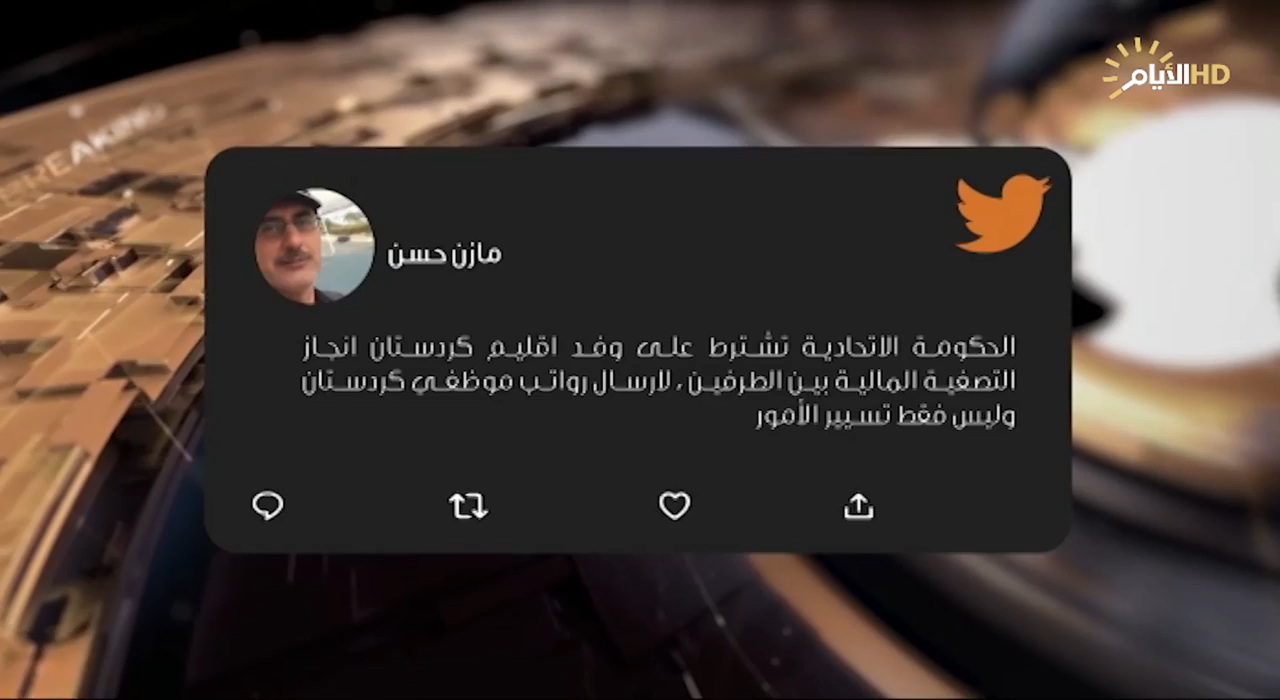 الأيام HD
BREAKING
مازن حسن
الحكومة الاتحادية تشترط على وفد اقليم كردستان انجاز
التصفية المالية بين الطرفين ، لارسال رواتب موظفي كردستان
وليس فقط تسيير الأمور